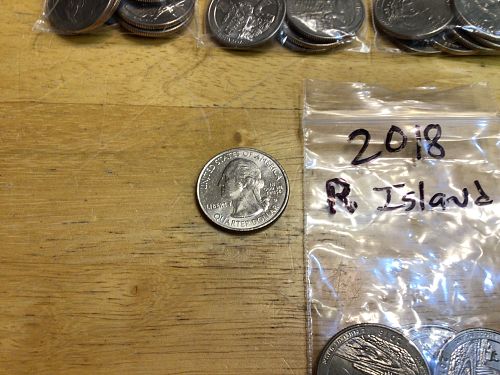 2018
R. Island
UNITED STATES OF AMERICA
LIBERTY
QUARTER DOLLAR